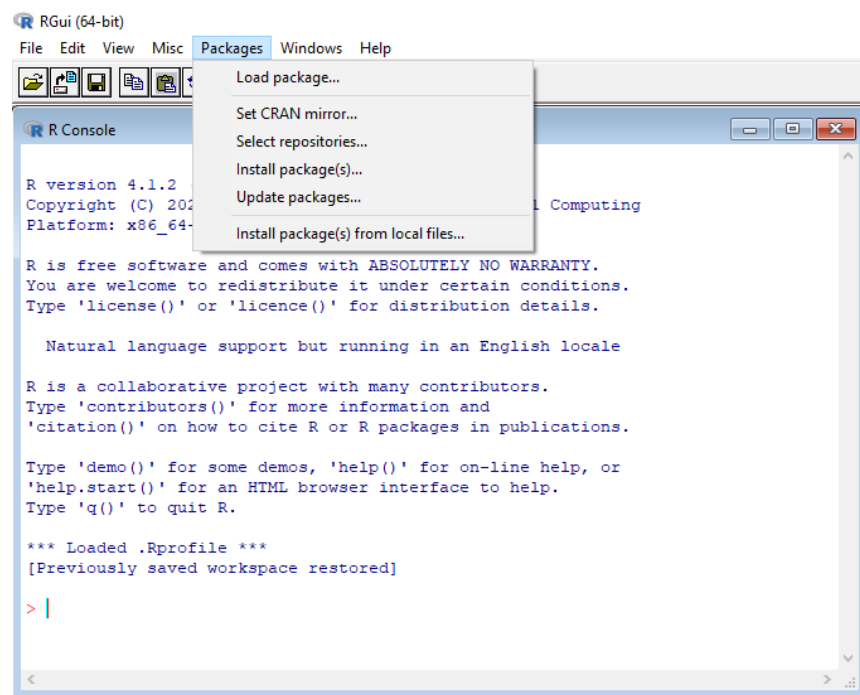 RGui (64-bit)
File Edit View Misc Packages Windows Help
Load package...
Set CRAN mirror...
Select repositories...
Install package(s)...
Update packages...
Install package(s) from local files...
R Console
R version 4.1.2
Copyright (C) Computing
Platform:
R is free software and comes with ABSOLUTELY NO WARRANTY.
You are welcome to redistribute it under certain conditions.
Type 'license()' or 'licence()' for distribution details.
Natural language support but running in an English locale
R is a collaborative project with many contributors.
Type 'contributors()' for more information and
'citation()' on how to cite R or R packages in publications.
Type 'demo()' for some demos, 'help()' for on-line help, or
'help.start()' for an HTML browser interface to help.
Type 'q()' to quit R.
*** Loaded .Rprofile ***
[Previously saved workspace restored]
>